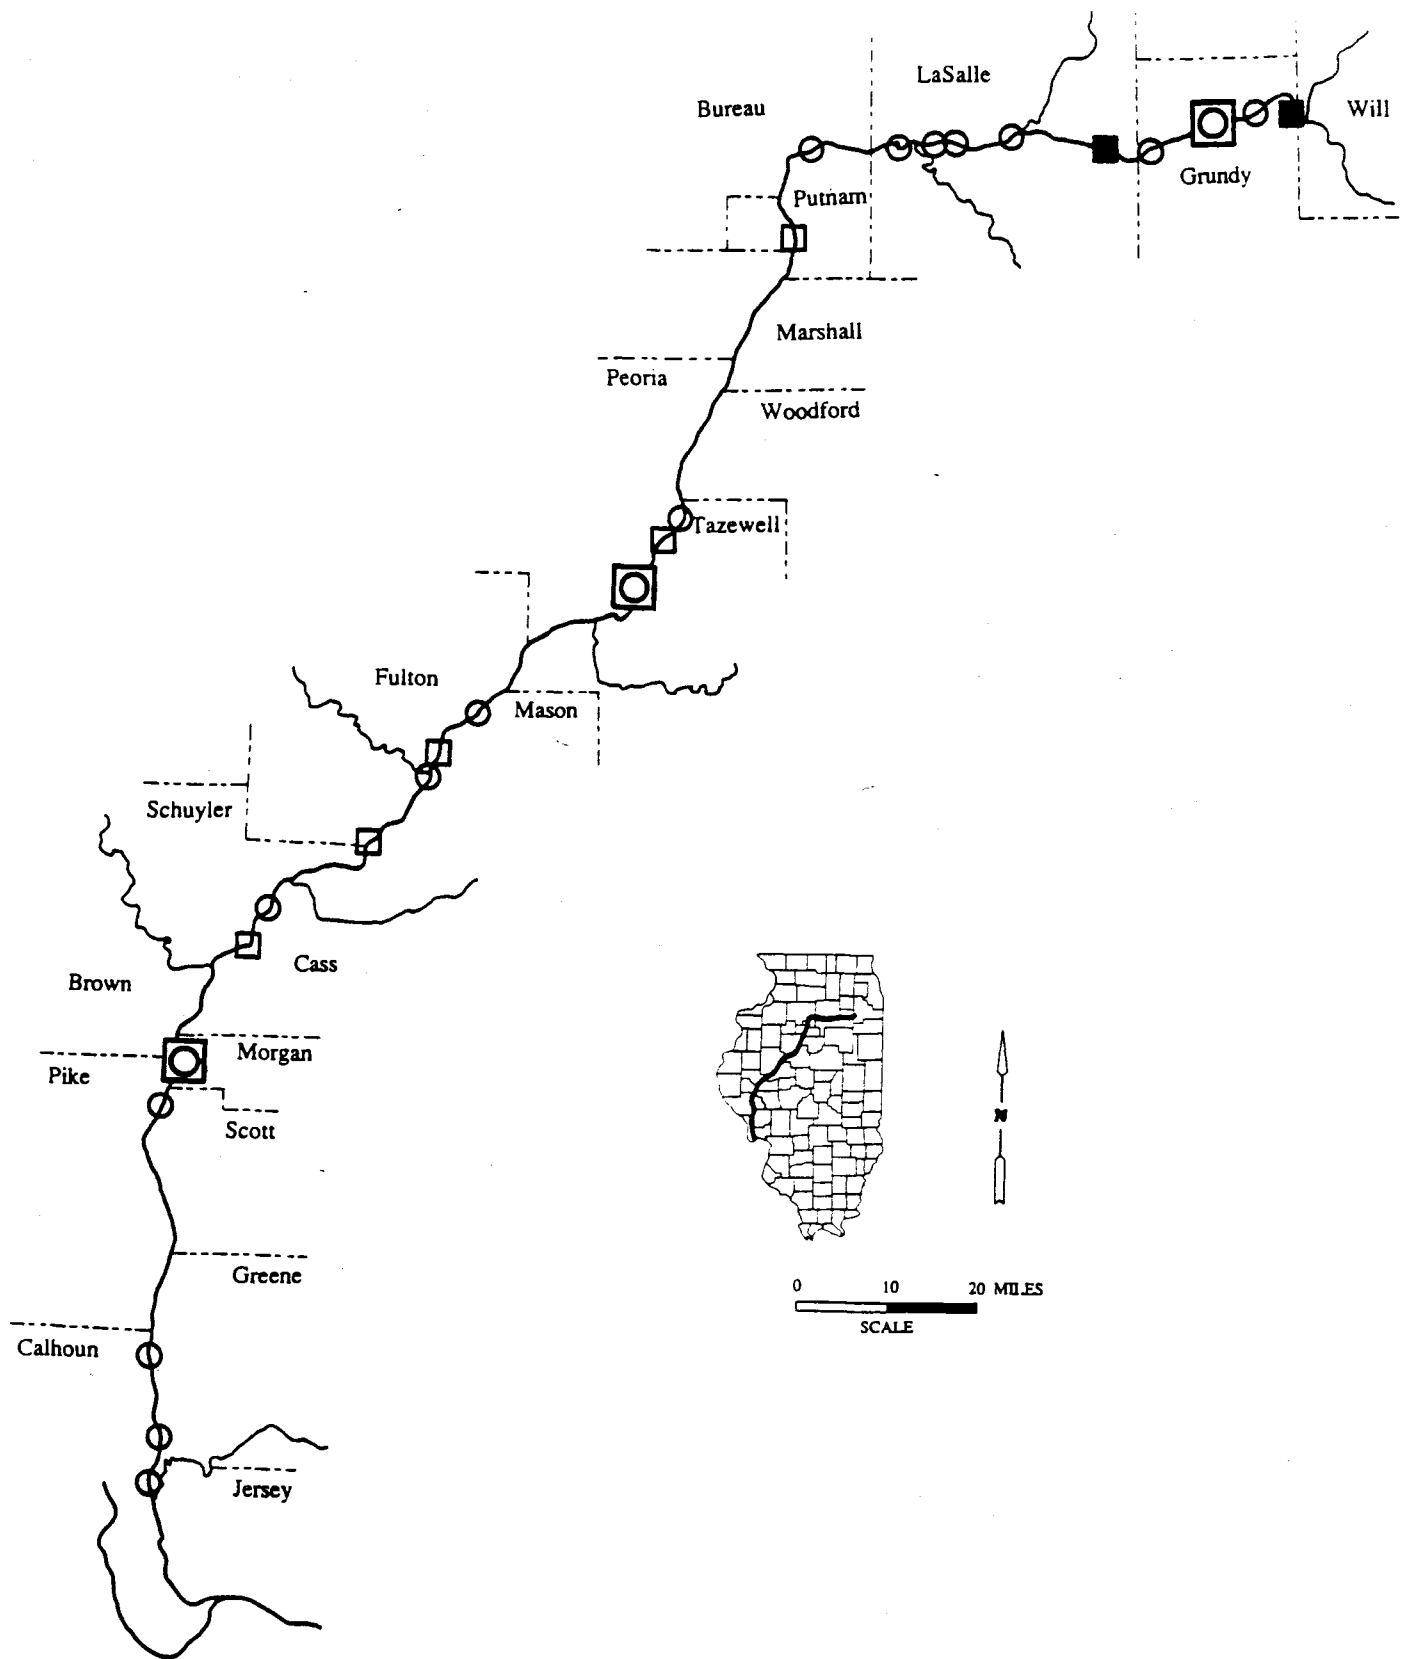 LaSalle
Bureau
Will
Grundy
Putnam
Marshall
Peoria
Woodford
Tazewell
Fulton
Mason
Schuyler
Cass
Brown
Morgan
Pike
Scott
Greene
Calhoun
Jersey
N
0 10 20 MILES
SCALE